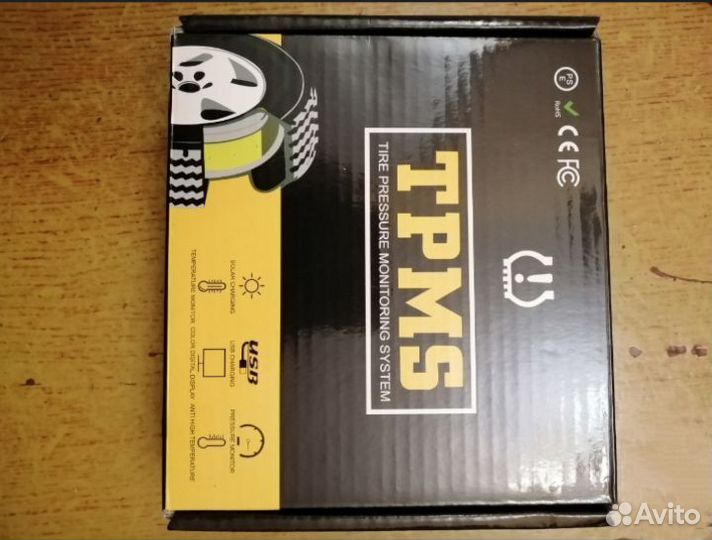 PS
E
RoHS
CE FC
TPMS
TIRE PRESSURE MONITORING SYSTEM
USB
SOLAR CHARGING
USB CHARGING
PRESSURE MONITOR
TEMPERATURE MONITOR
COLOR DIGITAL DISPLAY
ANTI HIGH TEMPERATURE
Avito